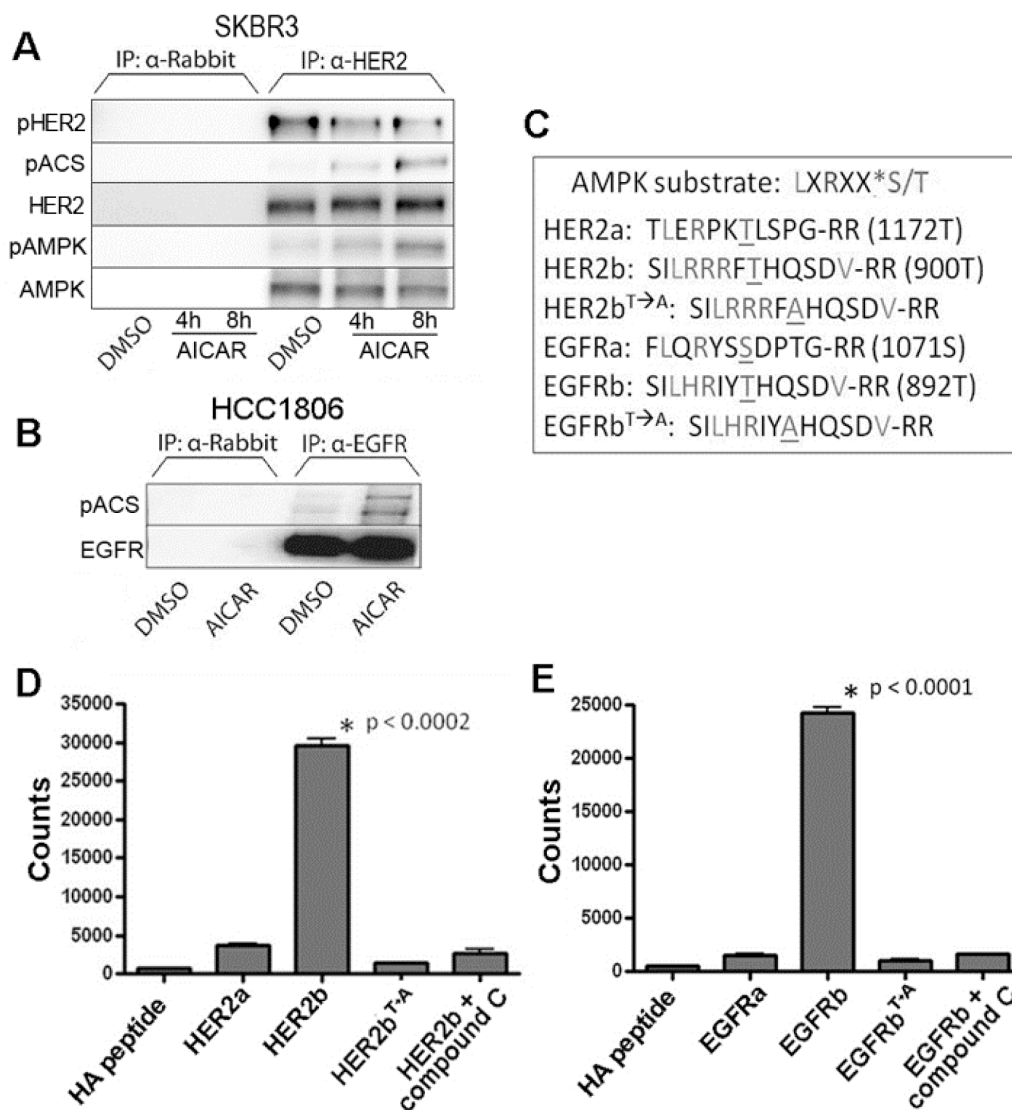 A
SKBR3
IP: α-Rabbit
IP: α-HER2
pHER2
pACS
HER2
pAMPK
AMPK
DMSO
4h
8h
AICAR
DMSO
4h
8h
AICAR
B
HCC1806
IP: α-Rabbit
IP: α-EGFR
pACS
EGFR
DMSO
AICAR
DMSO
AICAR
C
AMPK substrate: LXRXX*S/T
HER2a: TLERPKTLSPG-RR (1172T)
HER2b: SILRRRFTHQSDV-RR (900T)
HER2bT→A: SILRRRFAHQSDV-RR
EGFRa: FLQRYSSDPTG-RR (1071S)
EGFRb: SILHRIYTHQSDV-RR (892T)
EGFRbT→A: SILHRIYAHQSDV-RR
D
Counts
35000
30000
25000
20000
15000
10000
5000
0
* p < 0.0002
HA peptide
HER2a
HER2b
HER2bT-A
HER2b +
compound C
E
Counts
25000
20000
15000
10000
5000
0
* p < 0.0001
HA peptide
EGFRa
EGFRb
EGFRbT-A
EGFRb +
compound C